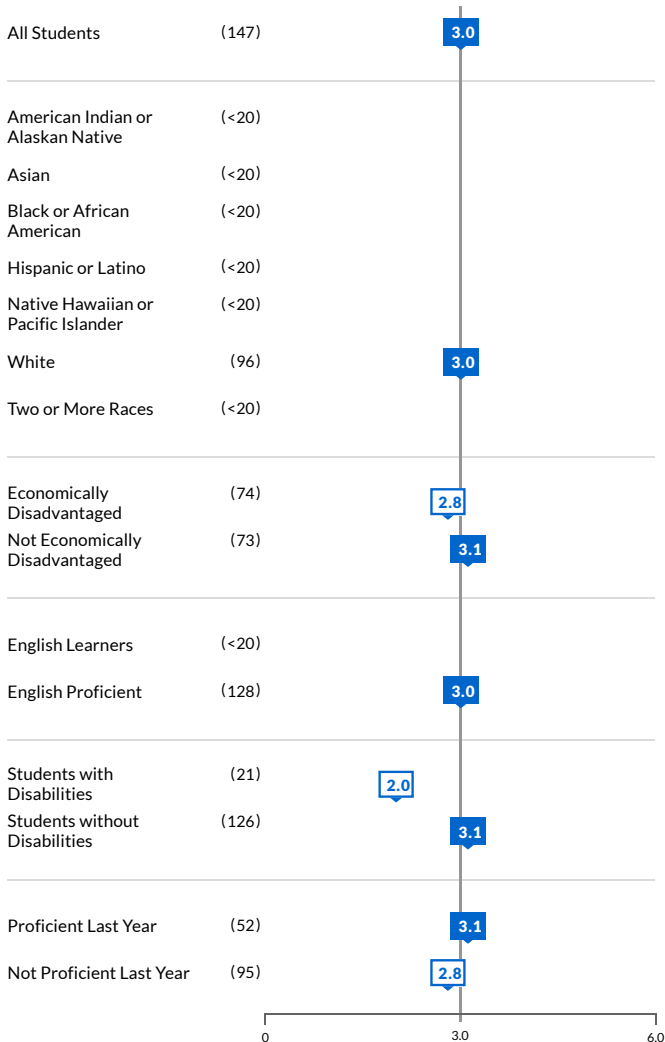 All Students (147) 3.0
American Indian or (<20)
Alaskan Native
Asian (<20)
Black or African (<20)
American
Hispanic or Latino (<20)
Native Hawaiian or (<20)
Pacific Islander
White (96) 3.0
Two or More Races (<20)
Economically (74) 2.8
Disadvantaged
Not Economically (73) 3.1
Disadvantaged
English Learners (<20)
English Proficient (128) 3.0
Students with (21) 2.0
Disabilities
Students without (126) 3.1
Disabilities
Proficient Last Year (52) 3.1
Not Proficient Last Year (95) 2.8
0 3.0 6.0